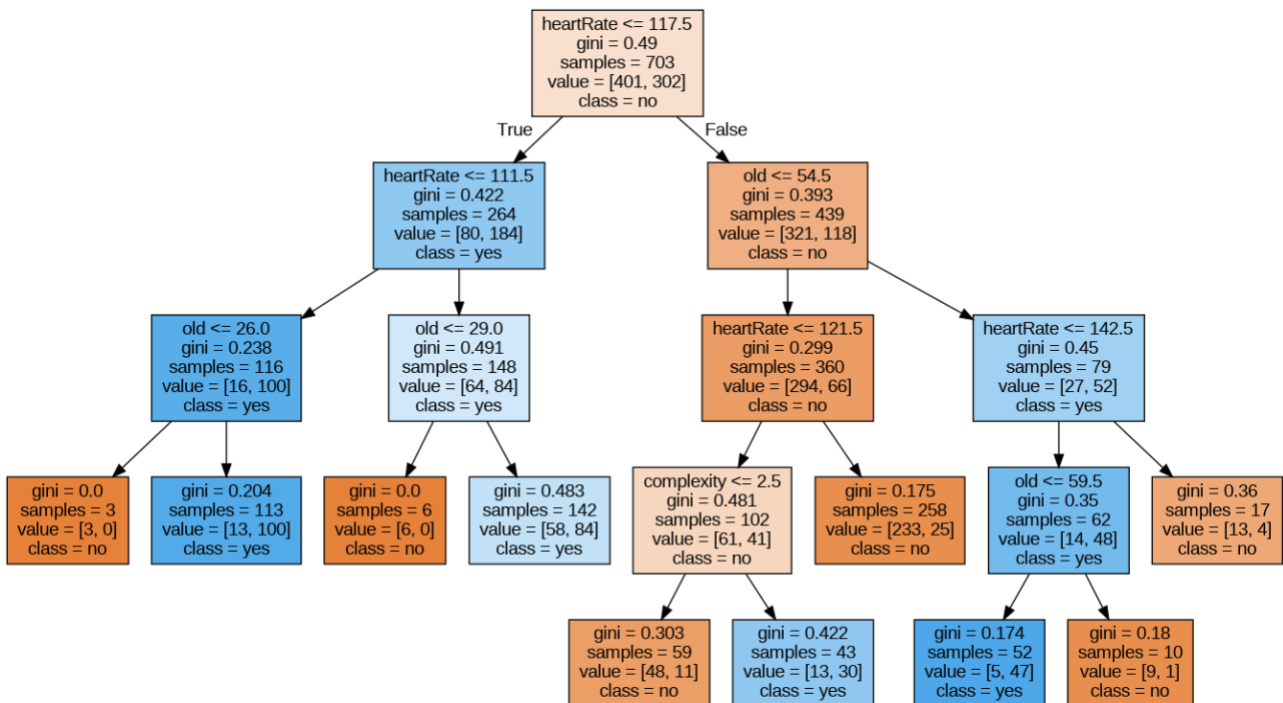 heartRate <= 117.5
gini = 0.49
samples = 703
value = [401, 302]
class = no
True
False
heartRate <= 111.5
gini = 0.422
samples = 264
value = [80, 184]
class = yes
old <= 54.5
gini = 0.393
samples = 439
value = [321, 118]
class = no
old <= 26.0
gini = 0.238
samples = 116
value = [16, 100]
class = yes
old <= 29.0
gini = 0.491
samples = 148
value = [64, 84]
class = yes
heartRate <= 121.5
gini = 0.299
samples = 360
value = [294, 66]
class = no
heartRate <= 142.5
gini = 0.45
samples = 79
value = [27, 52]
class = yes
gini = 0.0
samples = 3
value = [3, 0]
class = no
gini = 0.204
samples = 113
value = [13, 100]
class = yes
gini = 0.0
samples = 6
value = [6, 0]
class = no
gini = 0.483
samples = 142
value = [58, 84]
class = yes
complexity <= 2.5
gini = 0.481
samples = 102
value = [61, 41]
class = no
gini = 0.175
samples = 258
value = [233, 25]
class = no
old <= 59.5
gini = 0.35
samples = 62
value = [14, 48]
class = yes
gini = 0.36
samples = 17
value = [13, 4]
class = no
gini = 0.303
samples = 59
value = [48, 11]
class = no
gini = 0.422
samples = 43
value = [13, 30]
class = yes
gini = 0.174
samples = 52
value = [5, 47]
class = yes
gini = 0.18
samples = 10
value = [9, 1]
class = no